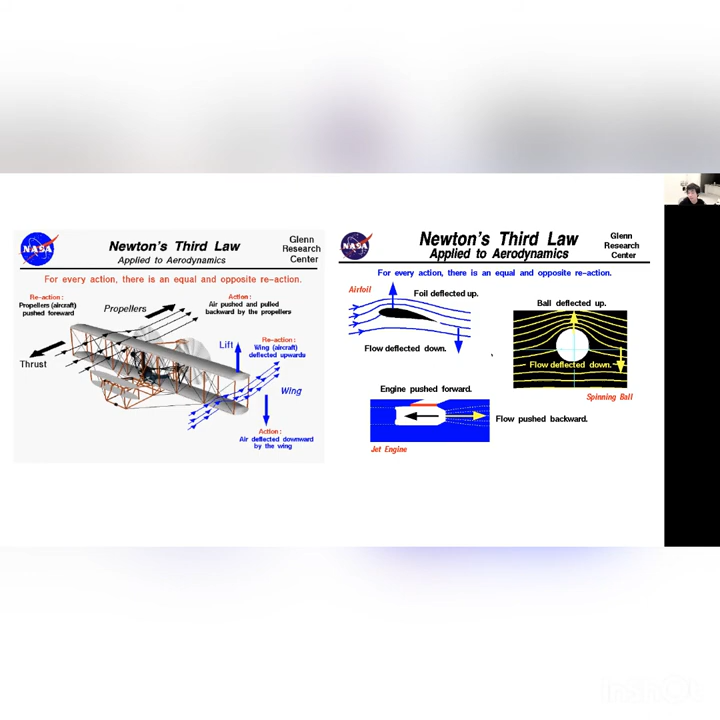 NASA
Newton's Third Law
Applied to Aerodynamics
Glenn
Research
Center
For every action, there is an equal and opposite re-action.
Re-action:
Propellers (aircraft)
pushed foreward
Propellers
Action:
Air pushed and pulled
backward by the propellers
Thrust
Lift
Re-action:
Wing (aircraft)
deflected upwards
Wing
Action:
Air deflected downward
by the wing
NASA
Newton's Third Law
Applied to Aerodynamics
Glenn
Research
Center
For every action, there is an equal and opposite re-action.
Airfoil
Foil deflected up.
Flow deflected down.
Ball deflected up.
Flow deflected down.
Spinning Ball
Engine pushed forward.
Flow pushed backward.
Jet Engine